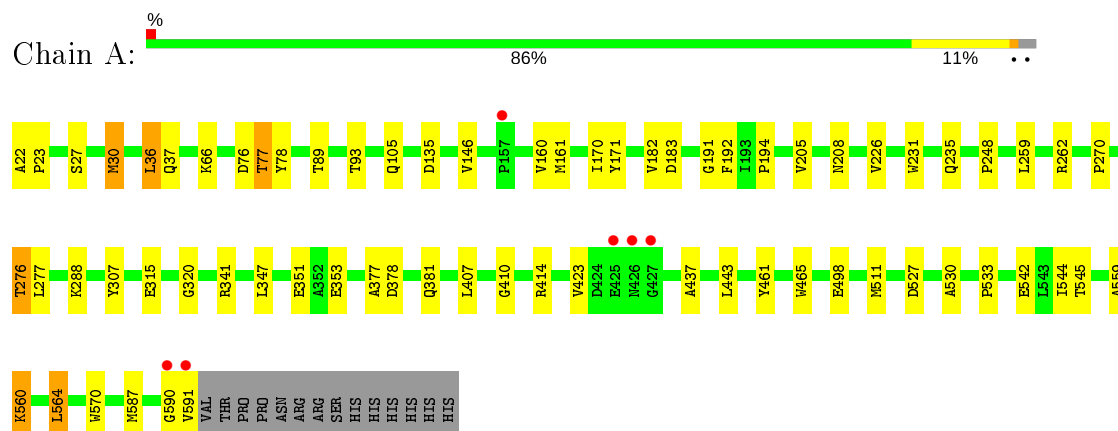 %
Chain A:
86% 11% • •
A22 P23 S27 M30 L36 Q37 K66 D76 T77 Y78 T89 T93 Q105 D135 V146 P157 V160 M161 I170 Y171 V182 D183 G191 F192 I193 P194 V205 N208 V226 W231 Q235 P248 L259 R262 P270
T276 L277 K288 Y307 E315 G320 R341 L347 E351 A352 E353 A377 D378 Q381 L407 G410 R414 V423 D424 E425 N426 G427 A437 L443 Y461 W465 E498 M511 D527 A530 P533 E542 L543 I544 T545 A559
K560 L564 W570 M587 G590 V591 VAL THR PRO PRO ASN ARG ARG SER HIS HIS HIS HIS HIS HIS